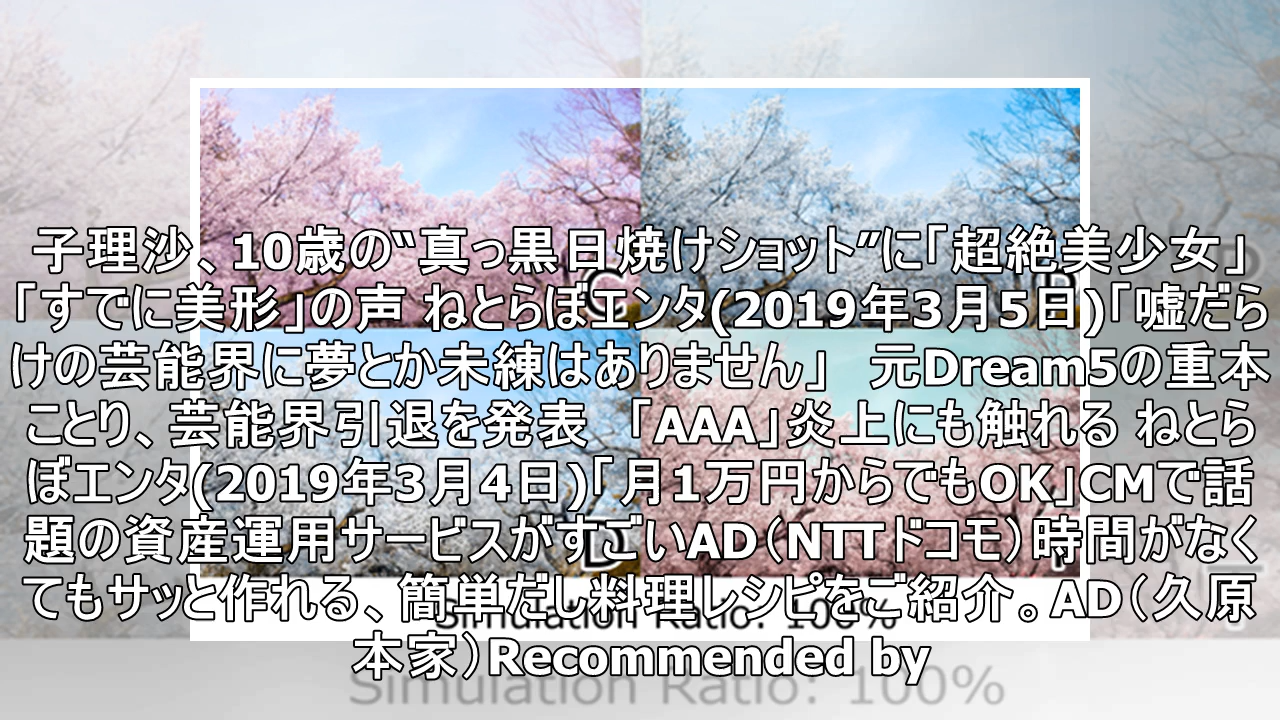 子理沙、10歳の“真っ黒日焼けショット”に「超絶美少女」
「すでに美形」の声 ねとらぼエンタ(2019年3月5日)「嘘だら
けの芸能界に夢とか未練はありません」　元Dream5の重本
ことり、芸能界引退を発表　「AAA」炎上にも触れる ねとら
ぼエンタ(2019年3月4日)「月1万円からでもOK」CMで話
題の資産運用サービスがすごいAD（NTTドコモ）時間がなく
てもサッと作れる、簡単だし料理レシピをご紹介。AD（久原
本家）Recommended by
C
D
Simulation Ratio: 100%
Simulation Ratio: 100%